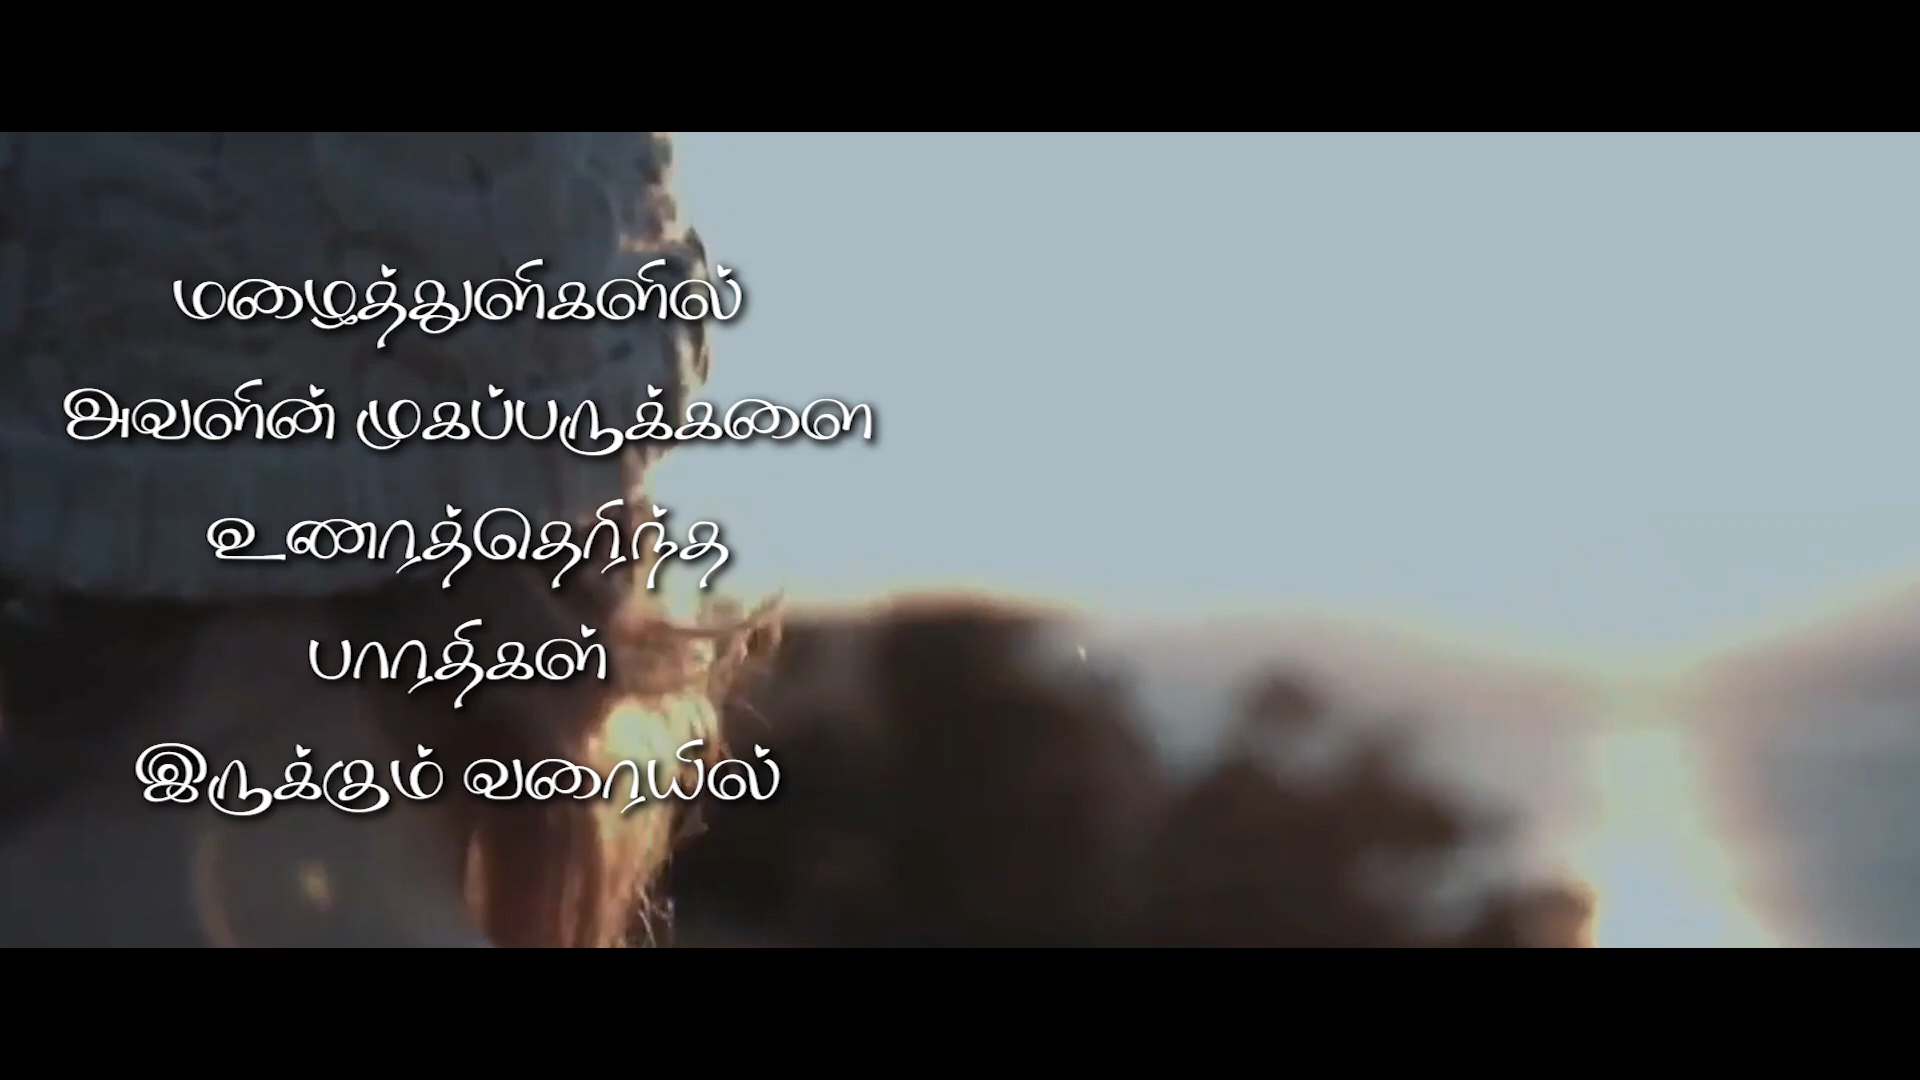 மழைத்துளிகளில்
அவளின் முகப்பருக்களை
உணரத்தெரிந்த
பாரதிகள்
இருக்கும் வரையில்